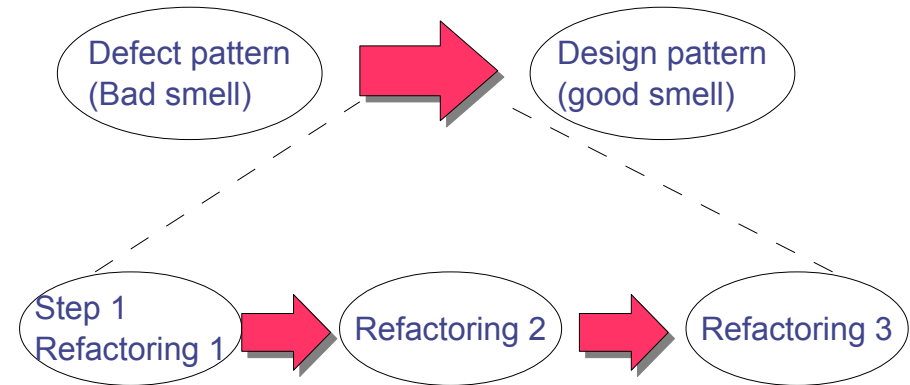 Defect pattern
(Bad smell)
Design pattern
(good smell)
Step 1
Refactoring 1
Refactoring 2
Refactoring 3